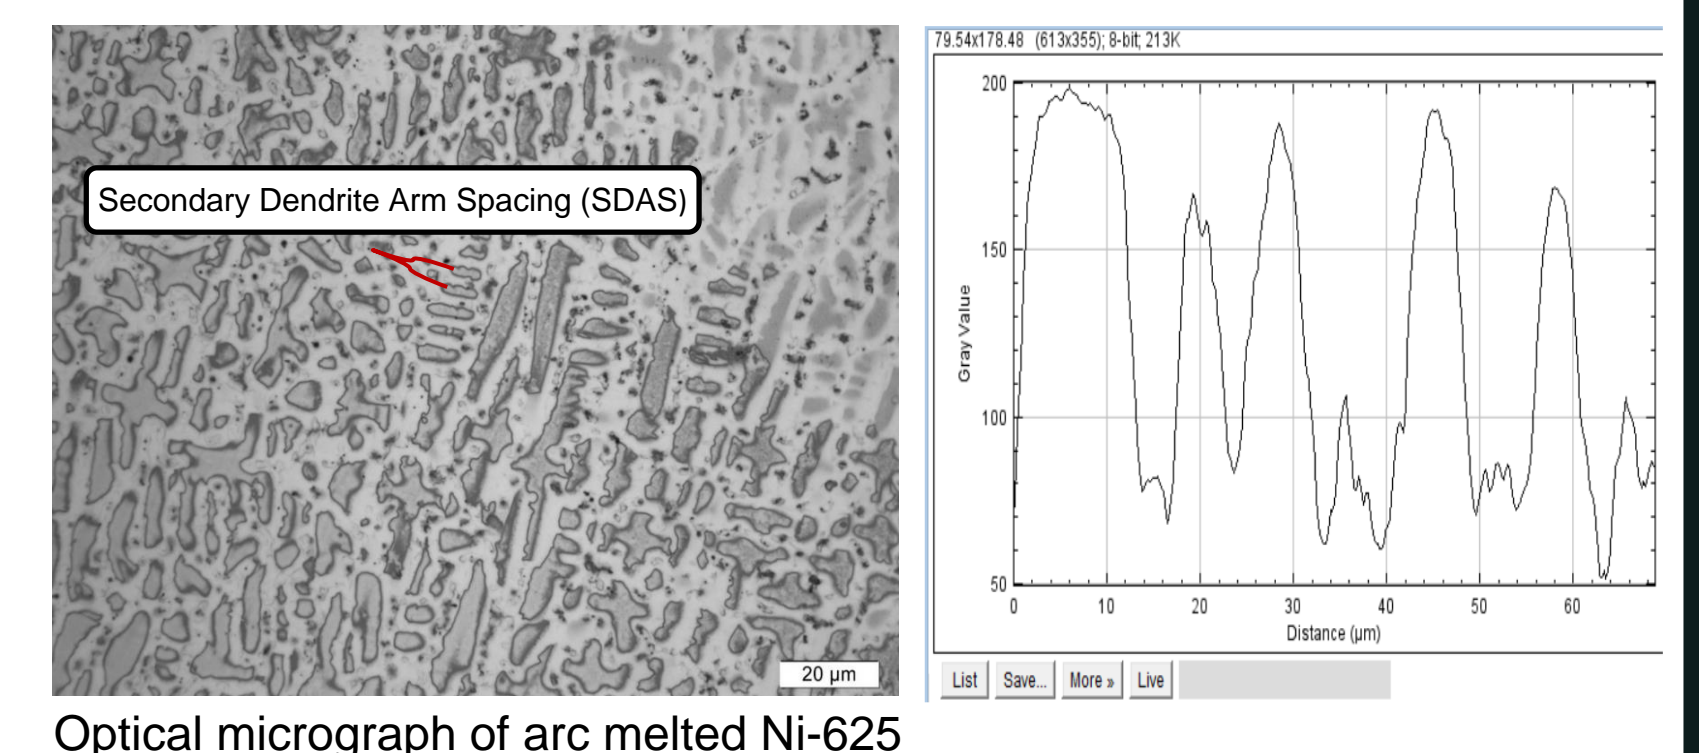 Secondary Dendrite Arm Spacing (SDAS)
20 µm
Optical micrograph of arc melted Ni-625
79.54x178.48 (613x355); 8-bit; 213K
200
150
100
50
Gray Value
0 10 20 30 40 50 60
Distance (µm)
List Save... More » Live